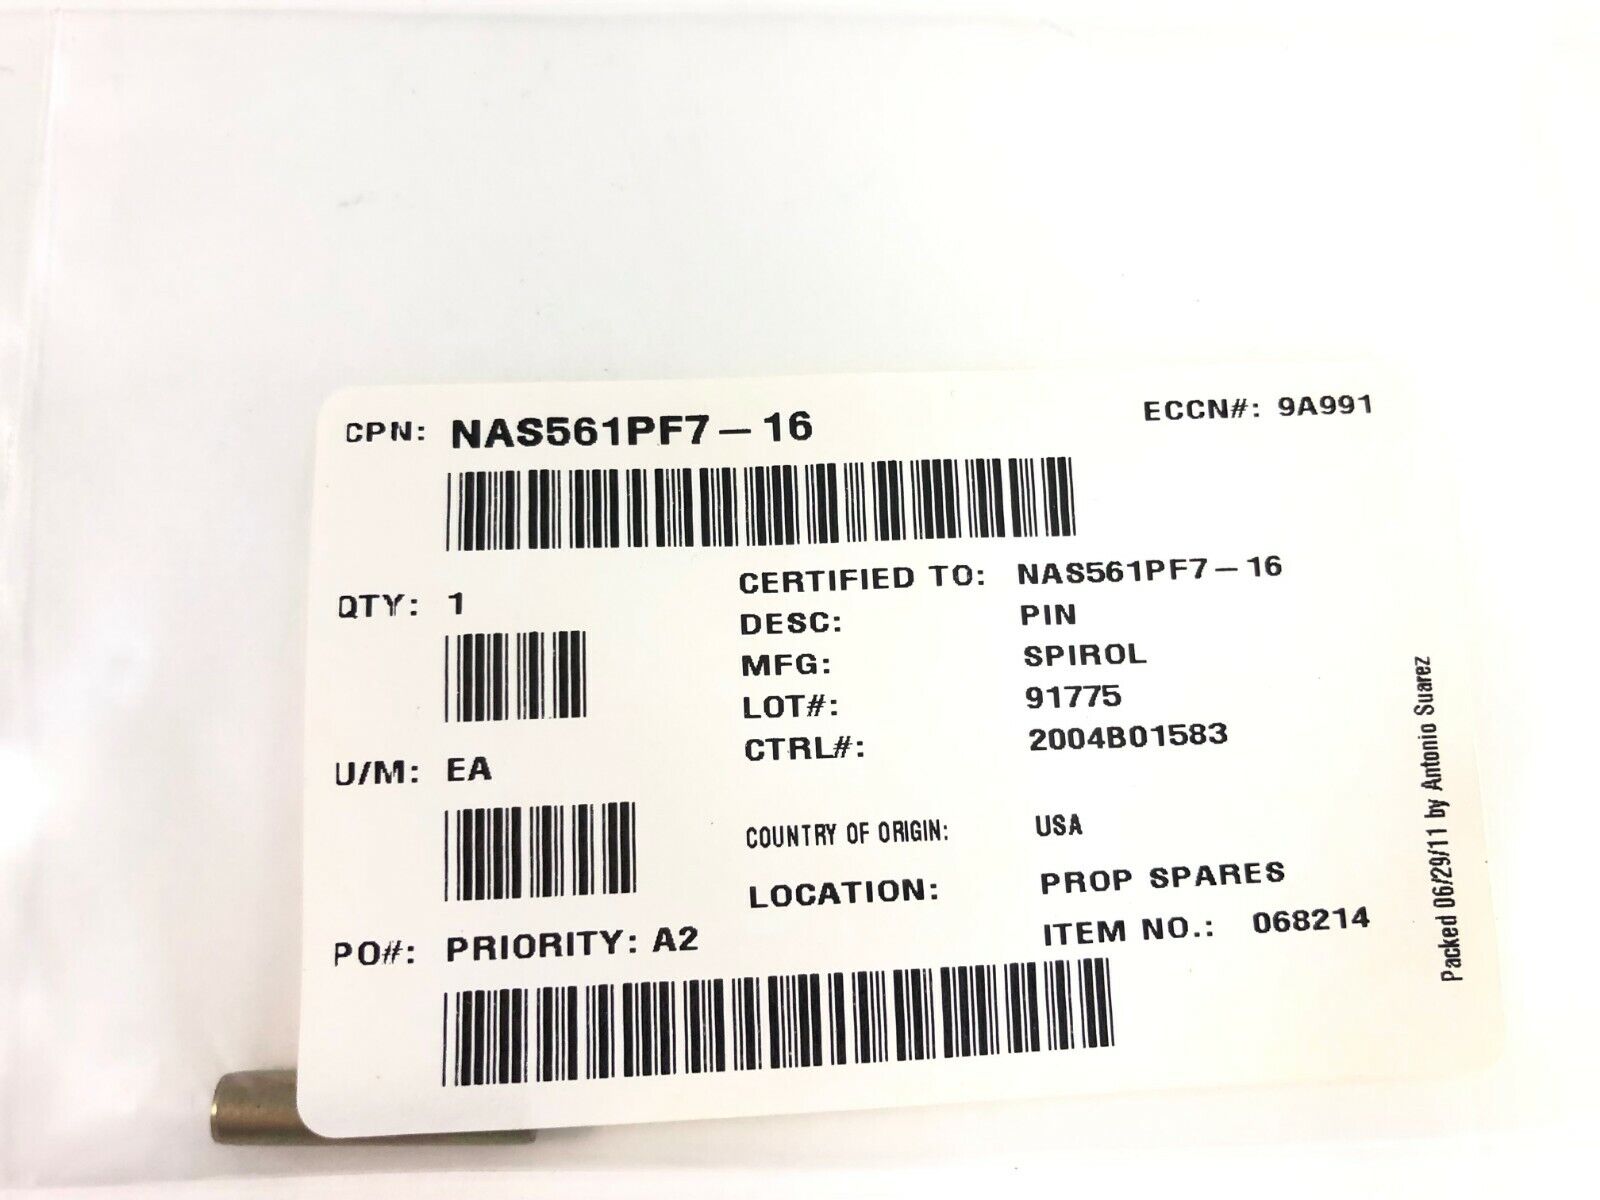 CPN: NAS561PF7-16
ECCN#: 9A991
QTY: 1
U/M: EA
CERTIFIED TO: NAS561PF7-16
DESC: PIN
MFG: SPIROL
LOT#: 91775
CTRL#: 2004B01583
COUNTRY OF ORIGIN: USA
LOCATION: PROP SPARES
PO#: PRIORITY: A2
ITEM NO.: 068214
Packed 06/29/11 by Antonio Suarez